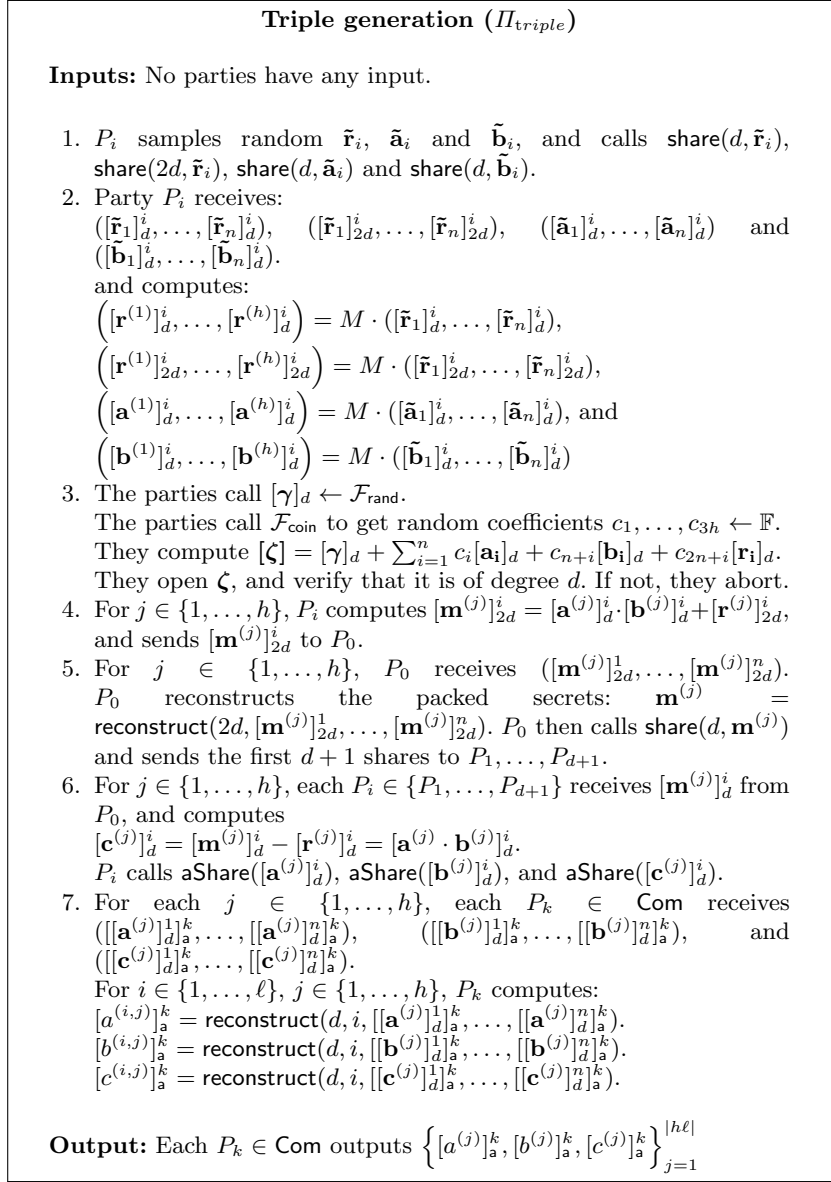 Triple generation (Π_triple)
Inputs: No parties have any input.
1. P_i samples random r̃_i, ã_i and b̃_i, and calls share(d, r̃_i),
share(2d, r̃_i), share(d, ã_i) and share(d, b̃_i).
2. Party P_i receives:
([r̃_1]^i_d, . . . , [r̃_n]^i_d), ([r̃_1]^i_{2d}, . . . , [r̃_n]^i_{2d}), ([ã_1]^i_d, . . . , [ã_n]^i_d) and
([b̃_1]^i_d, . . . , [b̃_n]^i_d).
and computes:
([r^{(1)}]^i_d, . . . , [r^{(h)}]^i_d) = M · ([r̃_1]^i_d, . . . , [r̃_n]^i_d),
([r^{(1)}]^i_{2d}, . . . , [r^{(h)}]^i_{2d}) = M · ([r̃_1]^i_{2d}, . . . , [r̃_n]^i_{2d}),
([a^{(1)}]^i_d, . . . , [a^{(h)}]^i_d) = M · ([ã_1]^i_d, . . . , [ã_n]^i_d), and
([b^{(1)}]^i_d, . . . , [b^{(h)}]^i_d) = M · ([b̃_1]^i_d, . . . , [b̃_n]^i_d)
3. The parties call [γ]_d ← F_rand.
The parties call F_coin to get random coefficients c_1, . . . , c_{3h} ← 𝔽.
They compute [ζ] = [γ]_d + ∑^n_{i=1} c_i[a_i]_d + c_{n+i}[b_i]_d + c_{2n+i}[r_i]_d.
They open ζ, and verify that it is of degree d. If not, they abort.
4. For j ∈ {1, . . . , h}, P_i computes [m^{(j)}]^i_{2d} = [a^{(j)}]^i_d·[b^{(j)}]^i_d+[r^{(j)}]^i_{2d},
and sends [m^{(j)}]^i_{2d} to P_0.
5. For j ∈ {1, . . . , h}, P_0 receives ([m^{(j)}]^1_{2d}, . . . , [m^{(j)}]^n_{2d}).
P_0 reconstructs the packed secrets: m^{(j)} =
reconstruct(2d, [m^{(j)}]^1_{2d}, . . . , [m^{(j)}]^n_{2d}). P_0 then calls share(d, m^{(j)})
and sends the first d + 1 shares to P_1, . . . , P_{d+1}.
6. For j ∈ {1, . . . , h}, each P_i ∈ {P_1, . . . , P_{d+1}} receives [m^{(j)}]^i_d from
P_0, and computes
[c^{(j)}]^i_d = [m^{(j)}]^i_d − [r^{(j)}]^i_d = [a^{(j)} · b^{(j)}]^i_d.
P_i calls aShare([a^{(j)}]^i_d), aShare([b^{(j)}]^i_d), and aShare([c^{(j)}]^i_d).
7. For each j ∈ {1, . . . , h}, each P_k ∈ Com receives
([[a^{(j)}]^1_d]^k_a, . . . , [[a^{(j)}]^n_d]^k_a), ([[b^{(j)}]^1_d]^k_a, . . . , [[b^{(j)}]^n_d]^k_a), and
([[c^{(j)}]^1_d]^k_a, . . . , [[c^{(j)}]^n_d]^k_a).
For i ∈ {1, . . . , ℓ}, j ∈ {1, . . . , h}, P_k computes:
[a^{(i,j)}]^k_a = reconstruct(d, i, [[a^{(j)}]^1_d]^k_a, . . . , [[a^{(j)}]^n_d]^k_a).
[b^{(i,j)}]^k_a = reconstruct(d, i, [[b^{(j)}]^1_d]^k_a, . . . , [[b^{(j)}]^n_d]^k_a).
[c^{(i,j)}]^k_a = reconstruct(d, i, [[c^{(j)}]^1_d]^k_a, . . . , [[c^{(j)}]^n_d]^k_a).
Output: Each P_k ∈ Com outputs {[a^{(j)}]^k_a, [b^{(j)}]^k_a, [c^{(j)}]^k_a}^{|hℓ|}_{j=1}